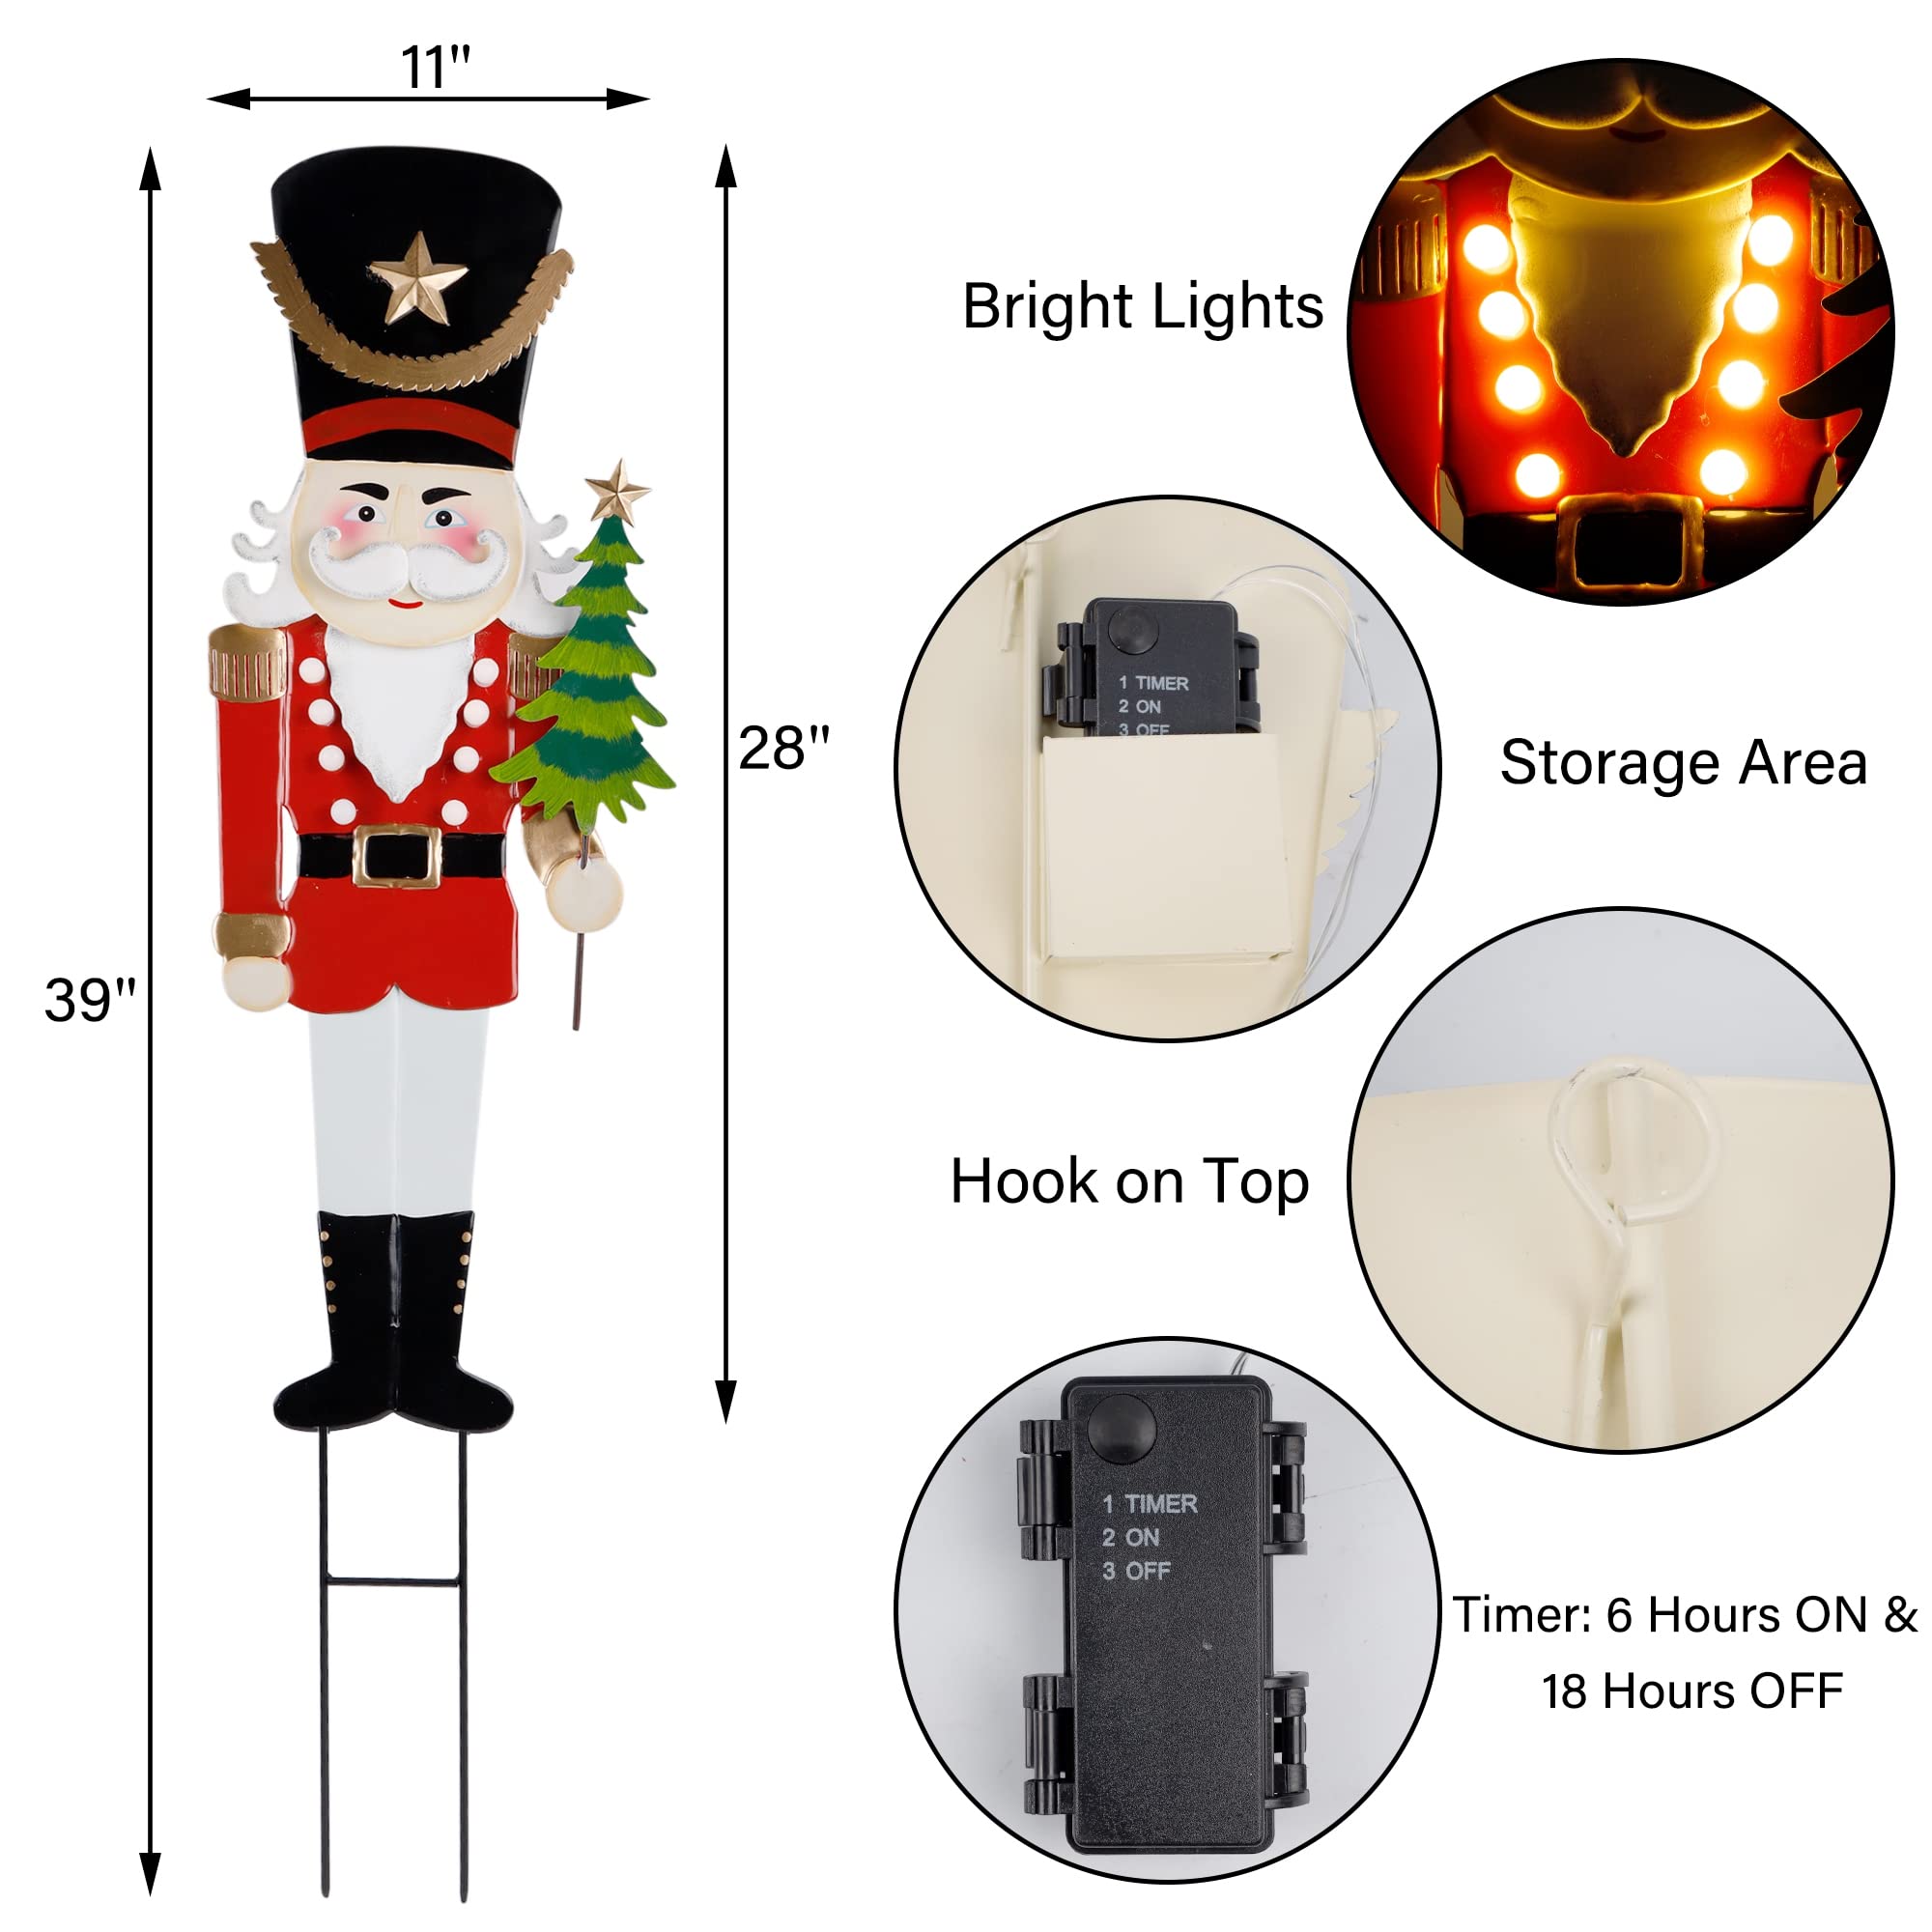 11"
39"
28"
Bright Lights
1 TIMER
2 ON
3 OFF
Storage Area
Hook on Top
1 TIMER
2 ON
3 OFF
Timer: 6 Hours ON &
18 Hours OFF